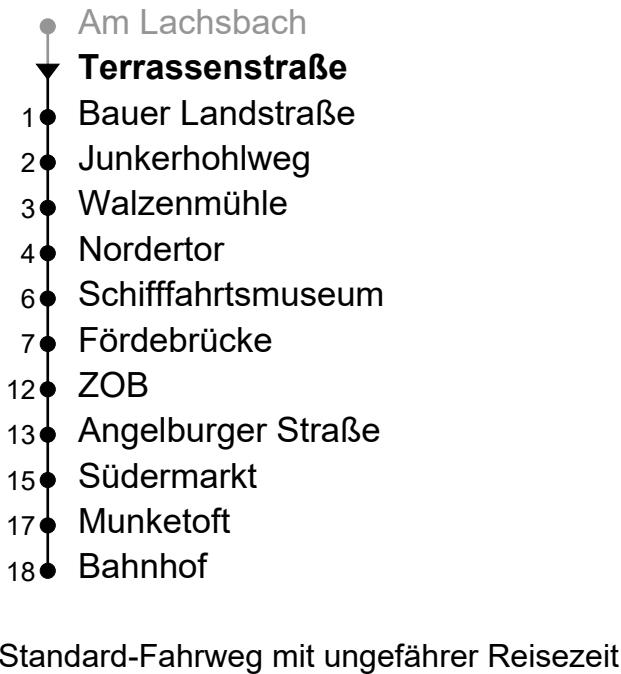 Am Lachsbach
Terrassenstraße
1 Bauer Landstraße
2 Junkerhohlweg
3 Walzenmühle
4 Nordertor
6 Schifffahrtsmuseum
7 Fördebrücke
12 ZOB
13 Angelburger Straße
15 Südermarkt
17 Munketoft
18 Bahnhof
Standard-Fahrweg mit ungefährer Reisezeit